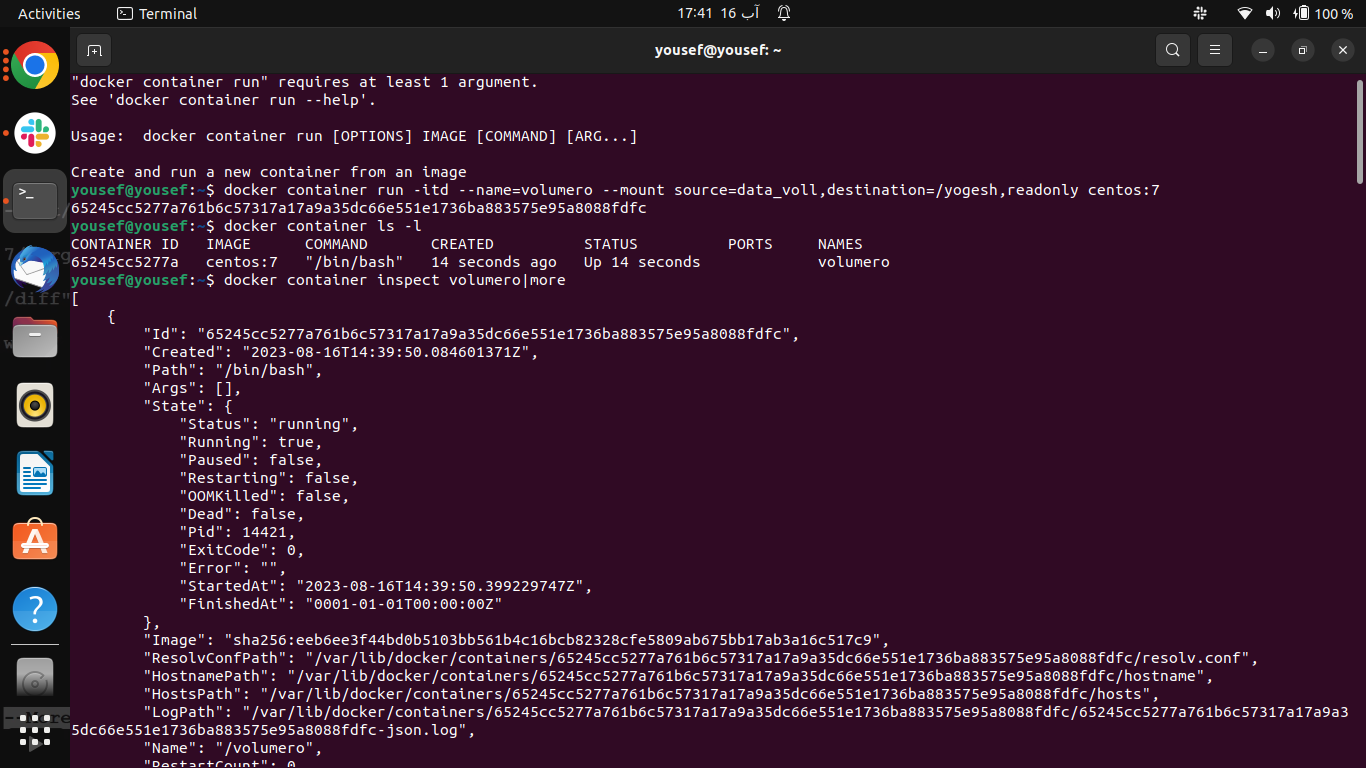 Activities
Terminal
17:41 16 آب
100 %
yousef@yousef: ~
"docker container run" requires at least 1 argument.
See 'docker container run --help'.
Usage:  docker container run [OPTIONS] IMAGE [COMMAND] [ARG...]
Create and run a new container from an image
yousef@yousef:~$ docker container run -itd --name=volumero --mount source=data_voll,destination=/yogesh,readonly centos:7
65245cc5277a761b6c57317a17a9a35dc66e551e1736ba883575e95a8088fdfc
yousef@yousef:~$ docker container ls -l
CONTAINER ID   IMAGE      COMMAND       CREATED          STATUS          PORTS     NAMES
65245cc5277a   centos:7   "/bin/bash"   14 seconds ago   Up 14 seconds             volumero
yousef@yousef:~$ docker container inspect volumero|more
[
    {
        "Id": "65245cc5277a761b6c57317a17a9a35dc66e551e1736ba883575e95a8088fdfc",
        "Created": "2023-08-16T14:39:50.084601371Z",
        "Path": "/bin/bash",
        "Args": [],
        "State": {
            "Status": "running",
            "Running": true,
            "Paused": false,
            "Restarting": false,
            "OOMKilled": false,
            "Dead": false,
            "Pid": 14421,
            "ExitCode": 0,
            "Error": "",
            "StartedAt": "2023-08-16T14:39:50.399229747Z",
            "FinishedAt": "0001-01-01T00:00:00Z"
        },
        "Image": "sha256:eeb6ee3f44bd0b5103bb561b4c16bcb82328cfe5809ab675bb17ab3a16c517c9",
        "ResolvConfPath": "/var/lib/docker/containers/65245cc5277a761b6c57317a17a9a35dc66e551e1736ba883575e95a8088fdfc/resolv.conf",
        "HostnamePath": "/var/lib/docker/containers/65245cc5277a761b6c57317a17a9a35dc66e551e1736ba883575e95a8088fdfc/hostname",
        "HostsPath": "/var/lib/docker/containers/65245cc5277a761b6c57317a17a9a35dc66e551e1736ba883575e95a8088fdfc/hosts",
        "LogPath": "/var/lib/docker/containers/65245cc5277a761b6c57317a17a9a35dc66e551e1736ba883575e95a8088fdfc/65245cc5277a761b6c57317a17a9a3
5dc66e551e1736ba883575e95a8088fdfc-json.log",
        "Name": "/volumero",
        "RestartCount": 0
/diff"
--More